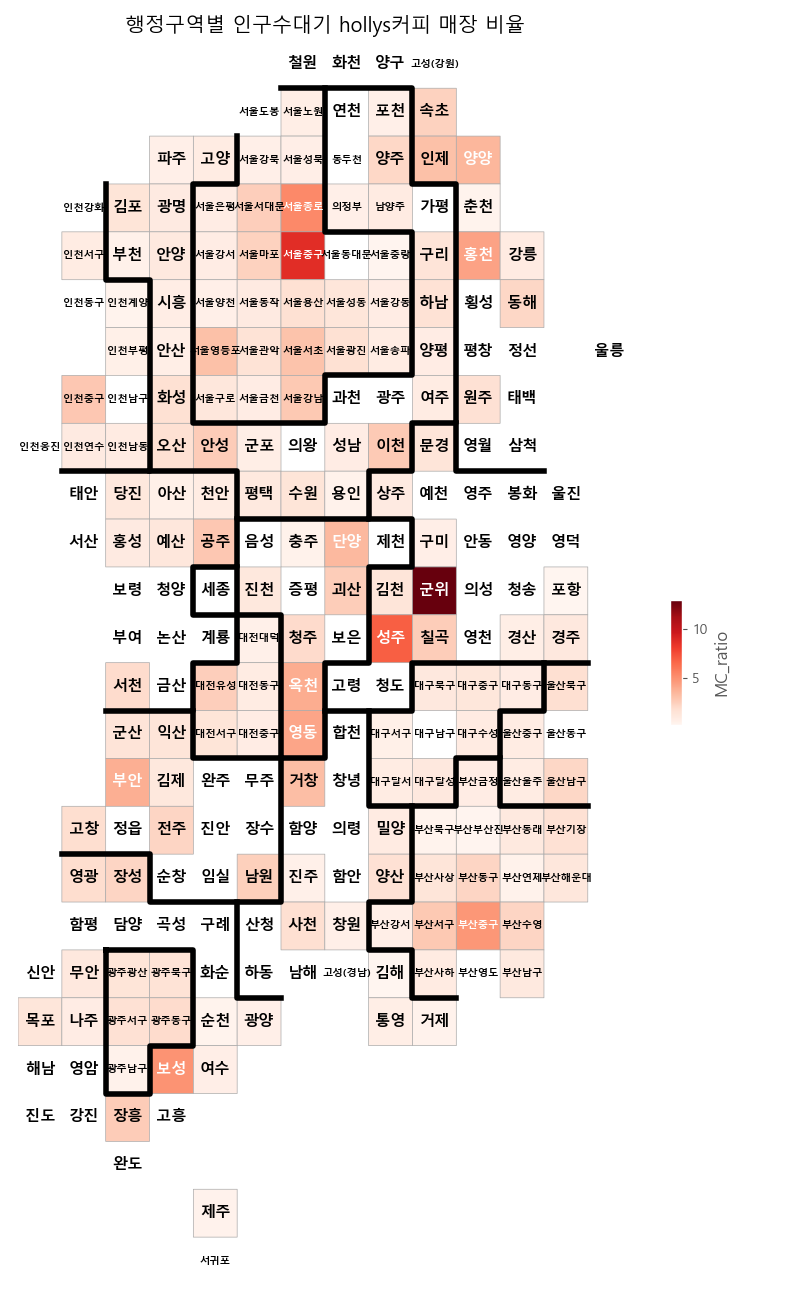 행정구역별 인구수대기 hollys커피 매장 비율
철원 화천 양구 고성(강원)
서울도봉 서울노원 연천 포천 속초
파주 고양 서울강북 서울성북 동두천 양주 인제 양양
인천강화 김포 광명 서울은평 서울서대문 서울종로 의정부 남양주 가평 춘천
인천서구 부천 안양 서울강서 서울마포 서울중구 서울동대문 서울중랑 구리 홍천 강릉
인천동구 인천계양 시흥 서울양천 서울동작 서울용산 서울성동 서울강동 하남 횡성 동해
인천부평 안산 서울영등포 서울관악 서울서초 서울광진 서울송파 양평 평창 정선 울릉
인천중구 인천남구 화성 서울구로 서울금천 서울강남 과천 광주 여주 원주 태백
인천옹진 인천연수 인천남동 오산 안성 군포 의왕 성남 이천 문경 영월 삼척
태안 당진 아산 천안 평택 수원 용인 상주 예천 영주 봉화 울진
서산 홍성 예산 공주 음성 충주 단양 제천 구미 안동 영양 영덕
보령 청양 세종 진천 증평 괴산 김천 군위 의성 청송 포항
부여 논산 계룡 대전대덕 청주 보은 성주 칠곡 영천 경산 경주
서천 금산 대전유성 대전동구 옥천 고령 청도 대구북구 대구중구 대구동구 울산북구
군산 익산 대전서구 대전중구 영동 합천 대구서구 대구남구 대구수성 울산중구 울산동구
부안 김제 완주 무주 거창 창녕 대구달서 대구달성 부산금정 울산울주 울산남구
고창 정읍 전주 진안 장수 함양 의령 밀양 부산북구 부산부산진 부산동래 부산기장
영광 장성 순창 임실 남원 진주 함안 양산 부산사상 부산동구 부산연제 부산해운대
함평 담양 곡성 구례 산청 사천 창원 부산강서 부산서구 부산중구 부산수영
신안 무안 광주광산 광주북구 화순 하동 남해 고성(경남) 김해 부산사하 부산영도 부산남구
목포 나주 광주서구 광주동구 순천 광양 통영 거제
해남 영암 광주남구 보성 여수
진도 강진 장흥 고흥
완도
제주
서귀포
10
5
MC_ratio